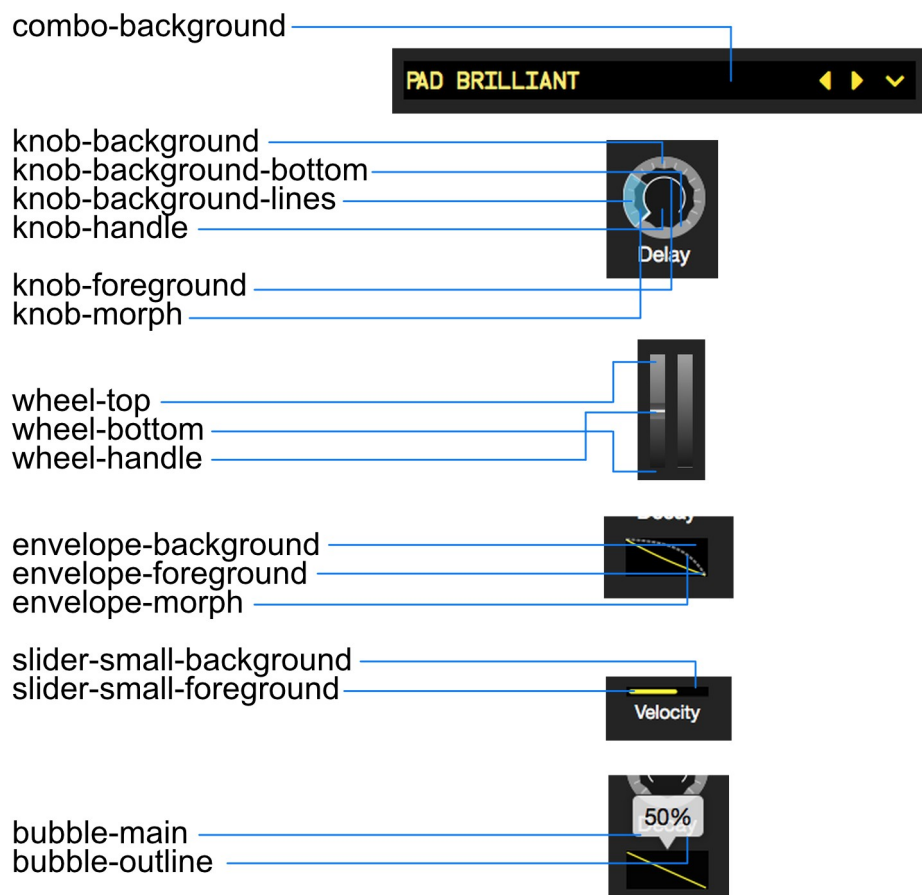 combo-background
PAD BRILLIANT
knob-background
knob-background-bottom
knob-background-lines
knob-handle
Delay
knob-foreground
knob-morph
wheel-top
wheel-bottom
wheel-handle
Decay
envelope-background
envelope-foreground
envelope-morph
slider-small-background
slider-small-foreground
Velocity
50%
Decay
bubble-main
bubble-outline